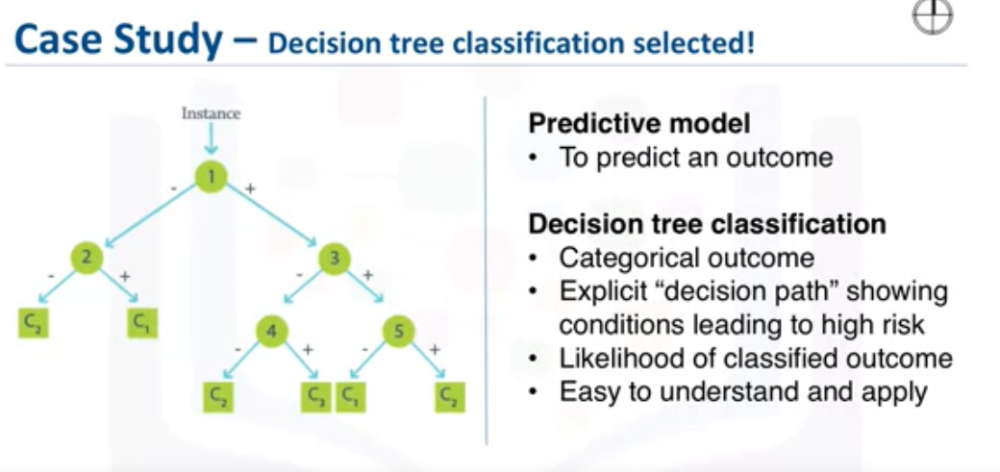 Case Study – Decision tree classification selected!
Instance
1
- +
2
3
- +
- +
C₂
C₁
4
5
- +
- +
C₂
C₃
C₁
C₂
Predictive model
• To predict an outcome
Decision tree classification
• Categorical outcome
• Explicit “decision path” showing
conditions leading to high risk
• Likelihood of classified outcome
• Easy to understand and apply